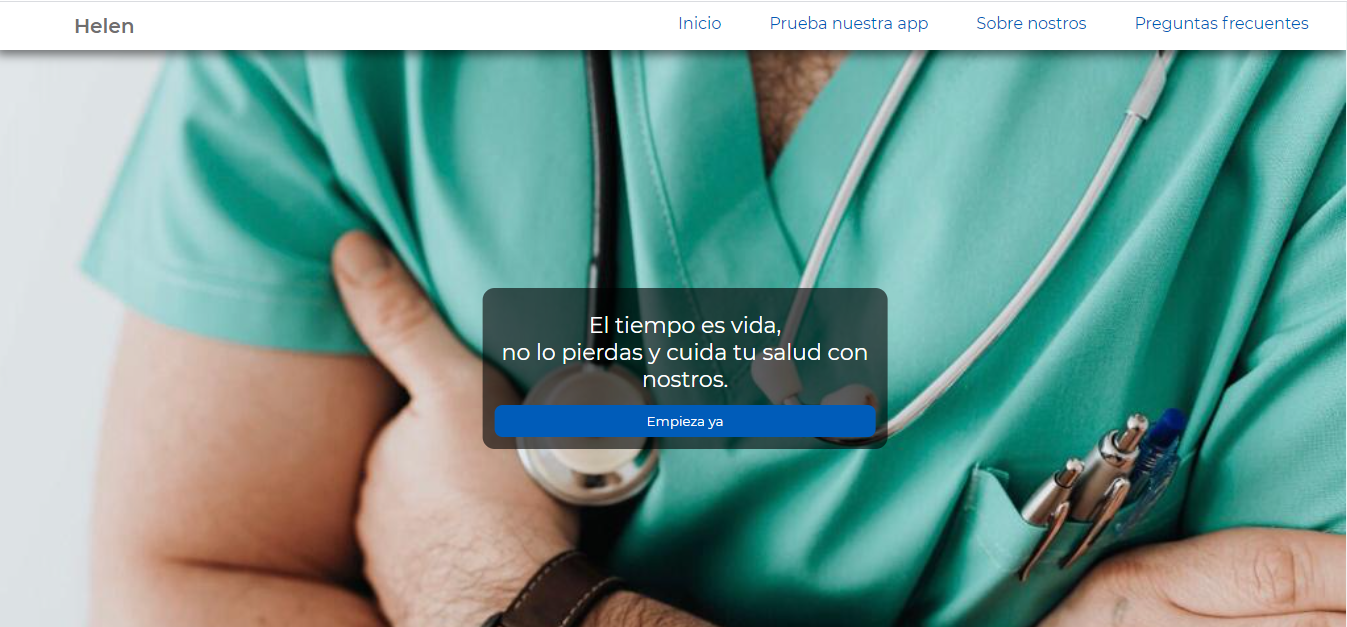 Helen
Inicio
Prueba nuestra app
Sobre nostros
Preguntas frecuentes
El tiempo es vida,
no lo pierdas y cuida tu salud con
nostros.
Empieza ya